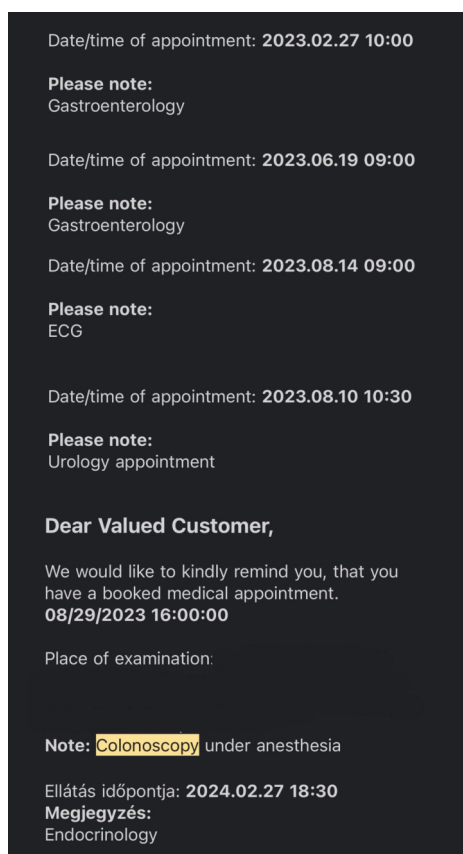 Date/time of appointment: 2023.02.27 10:00
Please note:
Gastroenterology
Date/time of appointment: 2023.06.19 09:00
Please note:
Gastroenterology
Date/time of appointment: 2023.08.14 09:00
Please note:
ECG
Date/time of appointment: 2023.08.10 10:30
Please note:
Urology appointment
Dear Valued Customer,
We would like to kindly remind you, that you
have a booked medical appointment.
08/29/2023 16:00:00
Place of examination:
Note: Colonoscopy under anesthesia
Ellátás időpontja: 2024.02.27 18:30
Megjegyzés:
Endocrinology